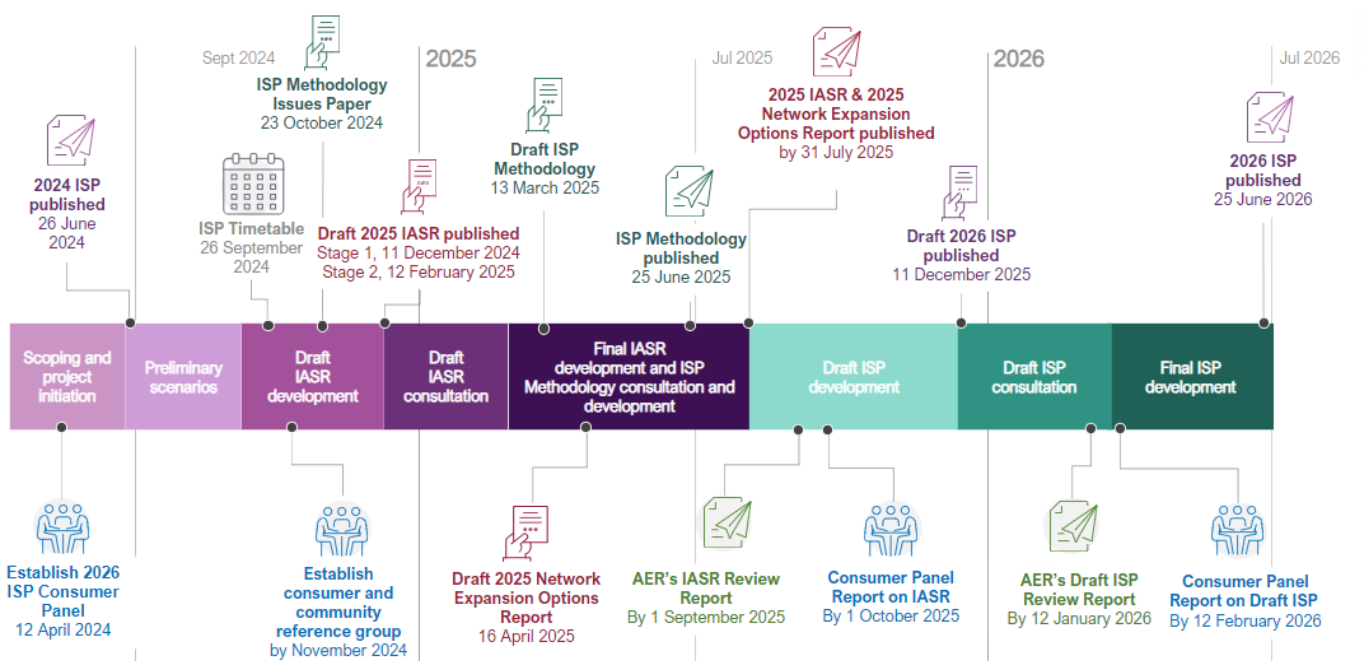 Sept 2024
2025
Jul 2025
2026
Jul 2026
2024 ISP
published
26 June
2024
ISP Methodology
Issues Paper
23 October 2024
ISP Timetable
26 September
2024
Draft 2025 IASR published
Stage 1, 11 December 2024
Stage 2, 12 February 2025
Draft ISP
Methodology
13 March 2025
ISP Methodology
published
25 June 2025
2025 IASR & 2025
Network Expansion
Options Report published
by 31 July 2025
Draft 2026 ISP
published
11 December 2025
2026 ISP
published
25 June 2026
Scoping and
project
initiation
Preliminary
scenarios
Draft
IASR
development
Draft
IASR
consultation
Final IASR
development and ISP
Methodology consultation and
development
Draft ISP
development
Draft ISP
consultation
Final ISP
development
Establish 2026
ISP Consumer
Panel
12 April 2024
Establish
consumer and
community
reference group
by November 2024
Draft 2025 Network
Expansion Options
Report
16 April 2025
AER's IASR Review
Report
By 1 September 2025
Consumer Panel
Report on IASR
By 1 October 2025
AER's Draft ISP
Review Report
By 12 January 2026
Consumer Panel
Report on Draft ISP
By 12 February 2026